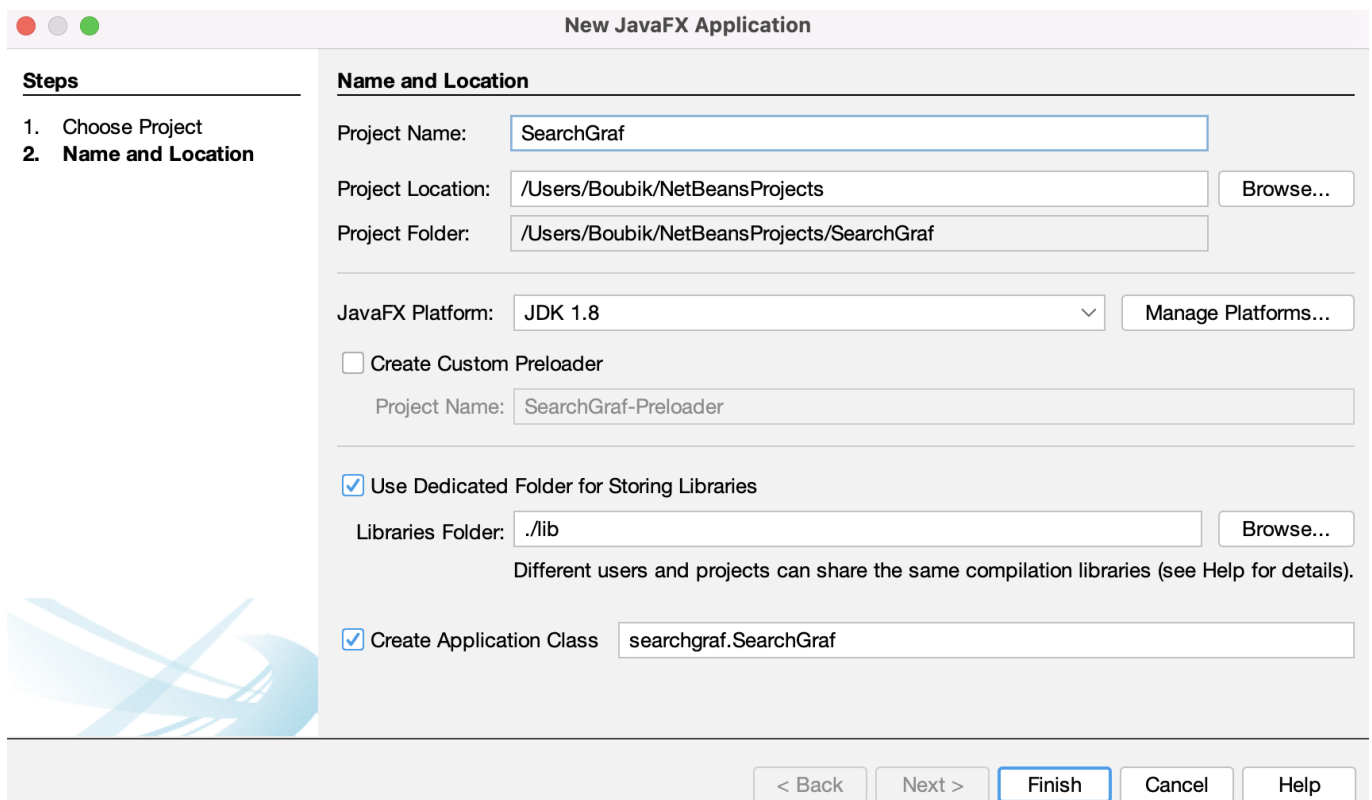 New JavaFX Application
Steps
1. Choose Project
2. Name and Location
Name and Location
Project Name: SearchGraf
Project Location: /Users/Boubik/NetBeansProjects Browse...
Project Folder: /Users/Boubik/NetBeansProjects/SearchGraf
JavaFX Platform: JDK 1.8 Manage Platforms...
Create Custom Preloader
Project Name: SearchGraf-Preloader
Use Dedicated Folder for Storing Libraries
Libraries Folder: ./lib Browse...
Different users and projects can share the same compilation libraries (see Help for details).
Create Application Class searchgraf.SearchGraf
< Back Next > Finish Cancel Help